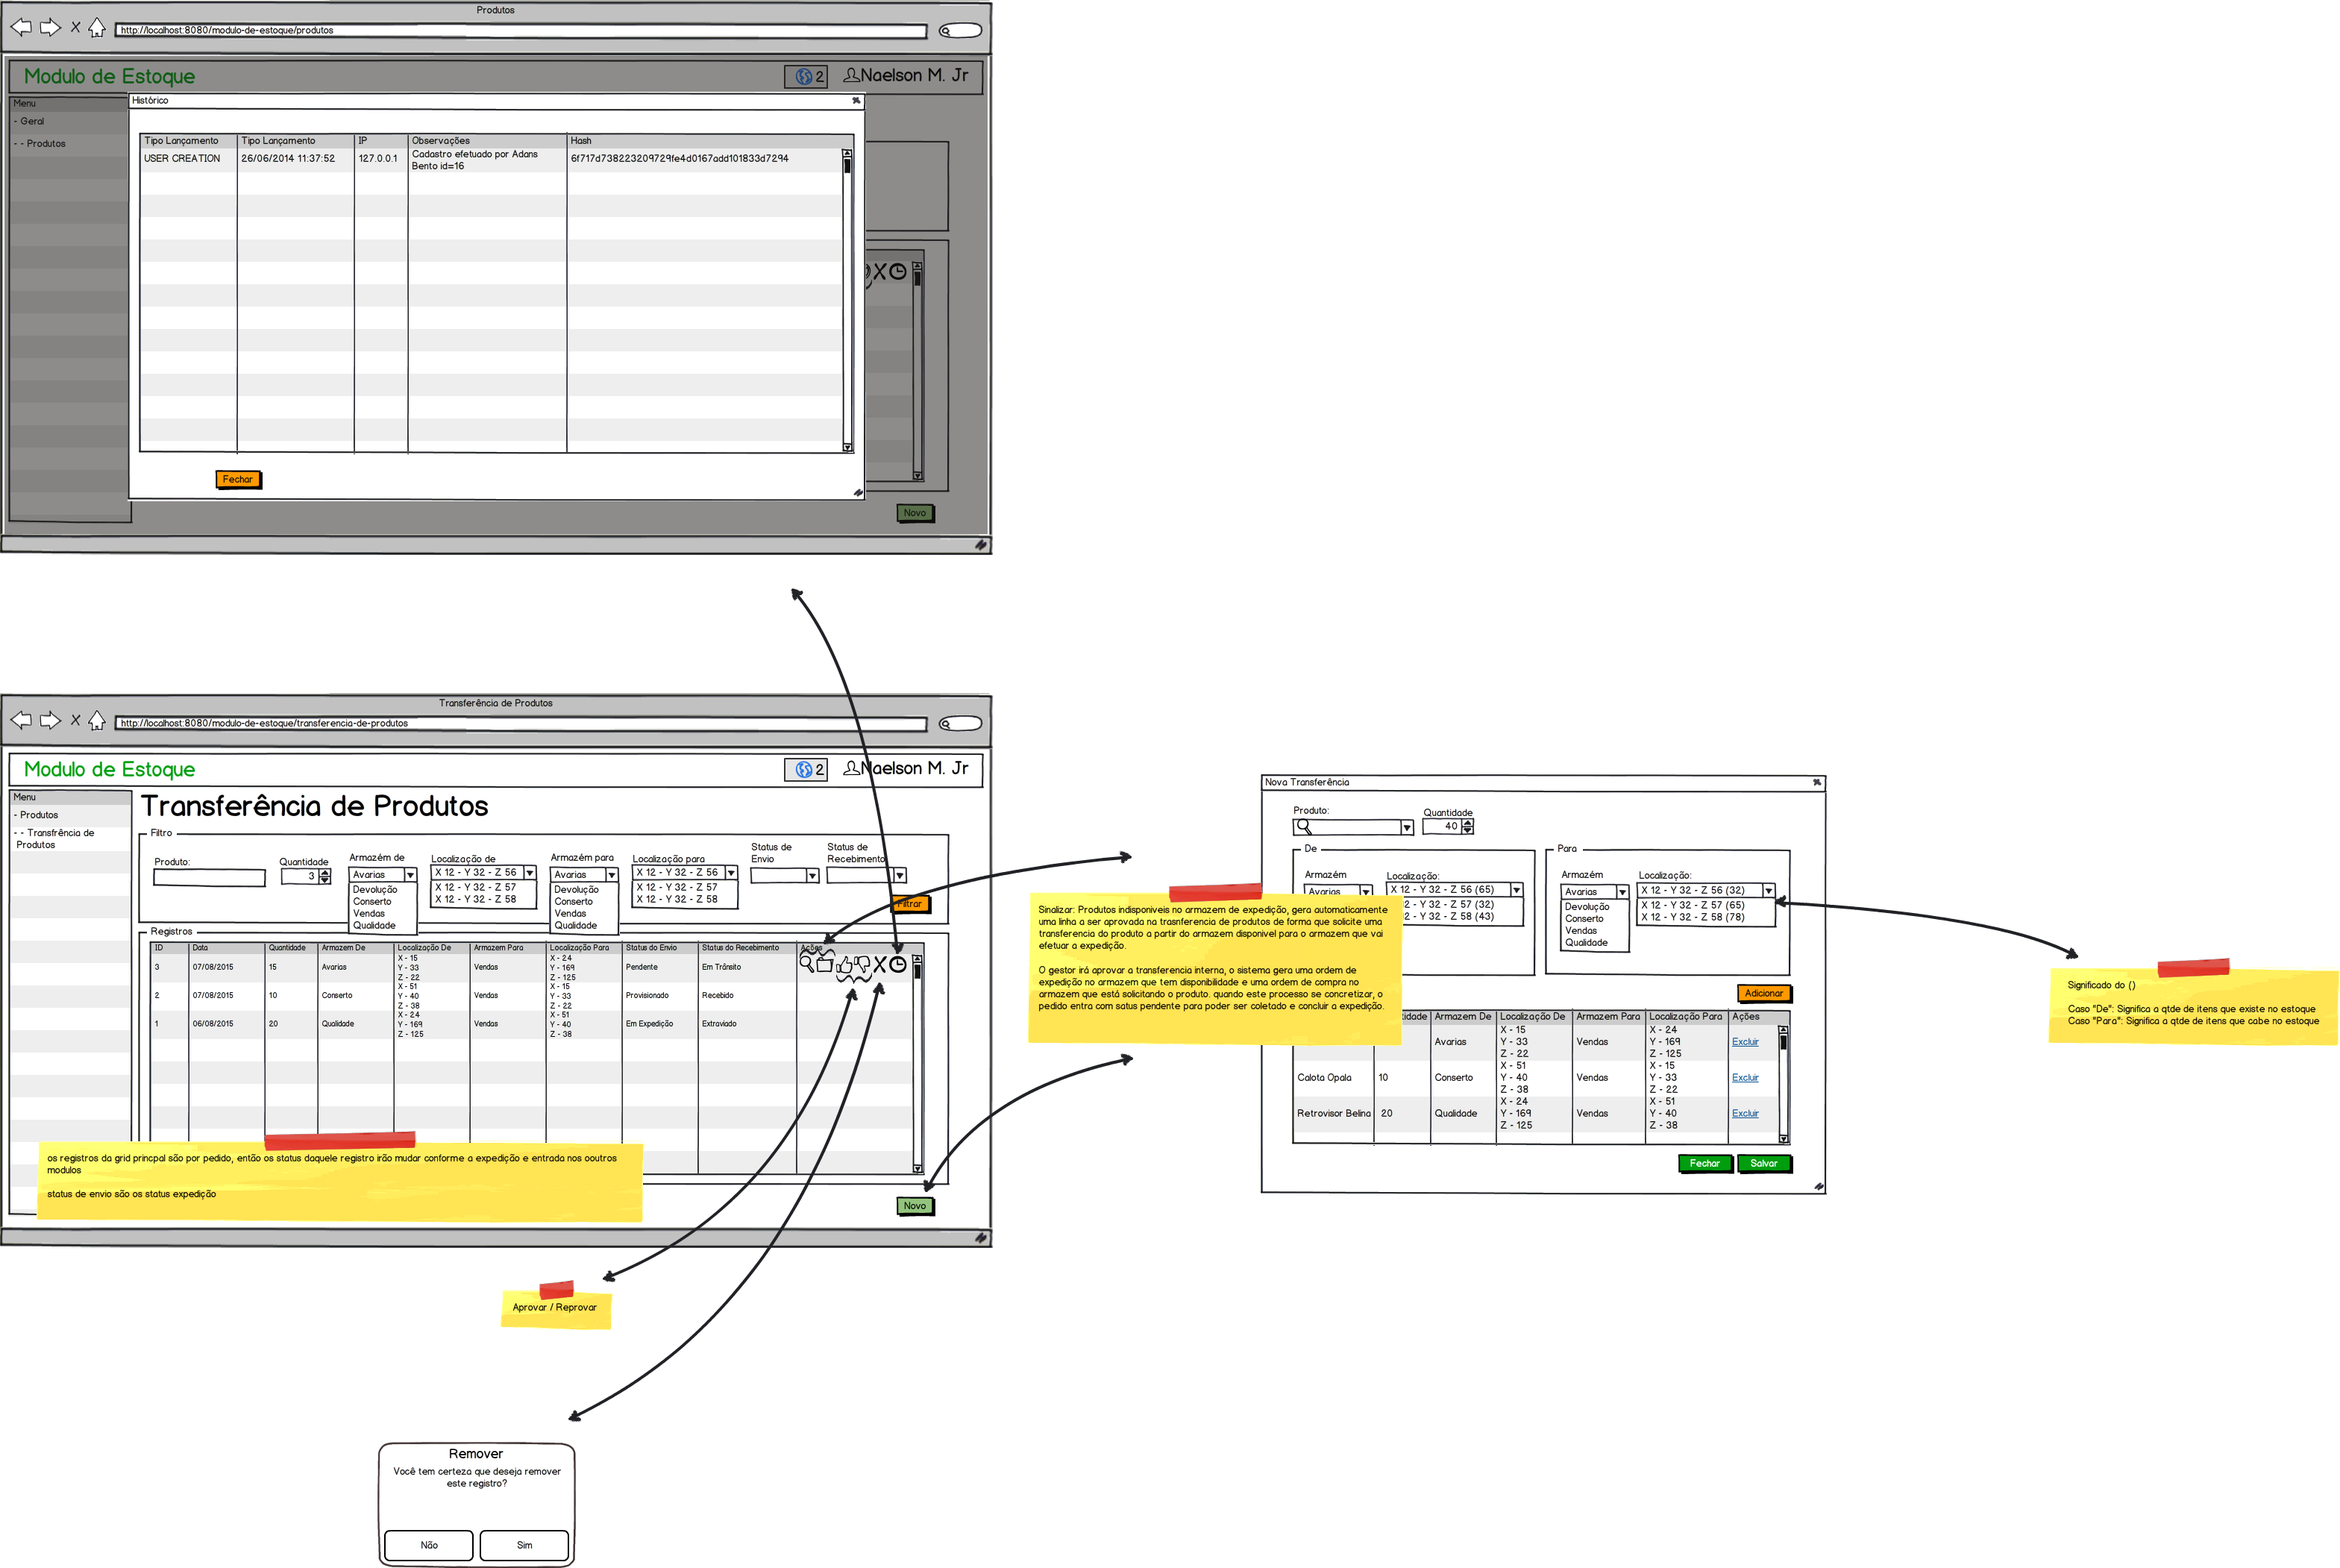 Produtos
http://localhost:8080/modulo-de-estoque/produtos
Modulo de Estoque
2
Naelson M. Jr
Menu
- Geral
- - Produtos
Histórico
Tipo Lançamento Tipo Lançamento IP Observações Hash
USER CREATION 26/06/2014 11:37:52 127.0.0.1 Cadastro efetuado por Adans 6f717d738223209729fe4d0167add101833d7294
Bento id=16
Fechar
Novo
Transferência de Produtos
http://localhost:8080/modulo-de-estoque/transferencia-de-produtos
Modulo de Estoque
2
Naelson M. Jr
Menu
- Produtos
- - Transfrência de
Produtos
Transferência de Produtos
Filtro
Produto:
Quantidade
3
Armazém de
Avarias
Devolução
Conserto
Vendas
Qualidade
Localização de
X 12 - Y 32 - Z 56
X 12 - Y 32 - Z 57
X 12 - Y 32 - Z 58
Armazém para
Avarias
Devolução
Conserto
Vendas
Qualidade
Localização para
X 12 - Y 32 - Z 56
X 12 - Y 32 - Z 57
X 12 - Y 32 - Z 58
Status de
Envio
Status de
Recebimento
Filtrar
Registros
ID Data Quantidade Armazem De Localização De Armazem Para Localização Para Status do Envio Status do Recebimento Ações
X - 15 X - 24
3 07/08/2015 15 Avarias Y - 33 Vendas Y - 169 Pendente Em Trânsito
Z - 22 Z - 125
X - 51 X - 15
2 07/08/2015 10 Conserto Y - 40 Vendas Y - 33 Provisionado Recebido
Z - 38 Z - 22
X - 24 X - 51
1 06/08/2015 20 Qualidade Y - 169 Vendas Y - 40 Em Expedição Extraviado
Z - 125 Z - 38
os registros da grid princpal são por pedido, então os status daquele registro irão mudar conforme a expedição e entrada nos ooutros
modulos
status de envio são os status expedição
Novo
Aprovar / Reprovar
Remover
Você tem certeza que deseja remover
este registro?
Não
Sim
Nova Transferência
Produto:
Quantidade
40
De
Armazém
Avarias
Localização:
X 12 - Y 32 - Z 56 (65)
12 - Y 32 - Z 57 (32)
12 - Y 32 - Z 58 (43)
Para
Armazém
Avarias
Devolução
Conserto
Vendas
Qualidade
Localização:
X 12 - Y 32 - Z 56 (32)
X 12 - Y 32 - Z 57 (65)
X 12 - Y 32 - Z 58 (78)
Sinalizar: Produtos indisponiveis no armazem de expedição, gera automaticamente
uma linha a ser aprovada na trasnferencia de produtos de forma que solicite uma
transferencia do produto a partir do armazem disponivel para o armazem que vai
efetuar a expedição.
O gestor irá aprovar a transferencia interna, o sistema gera uma ordem de
expedição no armazem que tem disponibilidade e uma ordem de compra no
armazem que está solicitando o produto. quando este processo se concretizar, o
pedido entra com satus pendente para poder ser coletado e concluir a expedição.
Adicionar
idade Armazem De Localização De Armazem Para Localização Para Ações
X - 15 X - 24
Avarias Y - 33 Vendas Y - 169 Excluir
Z - 22 Z - 125
X - 51 X - 15
Calota Opala 10 Conserto Y - 40 Vendas Y - 33 Excluir
Z - 38 Z - 22
X - 24 X - 51
Retrovisor Belina 20 Qualidade Y - 169 Vendas Y - 40 Excluir
Z - 125 Z - 38
Fechar
Salvar
Significado do ()
Caso "De": Significa a qtde de itens que existe no estoque
Caso "Para": Significa a qtde de itens que cabe no estoque